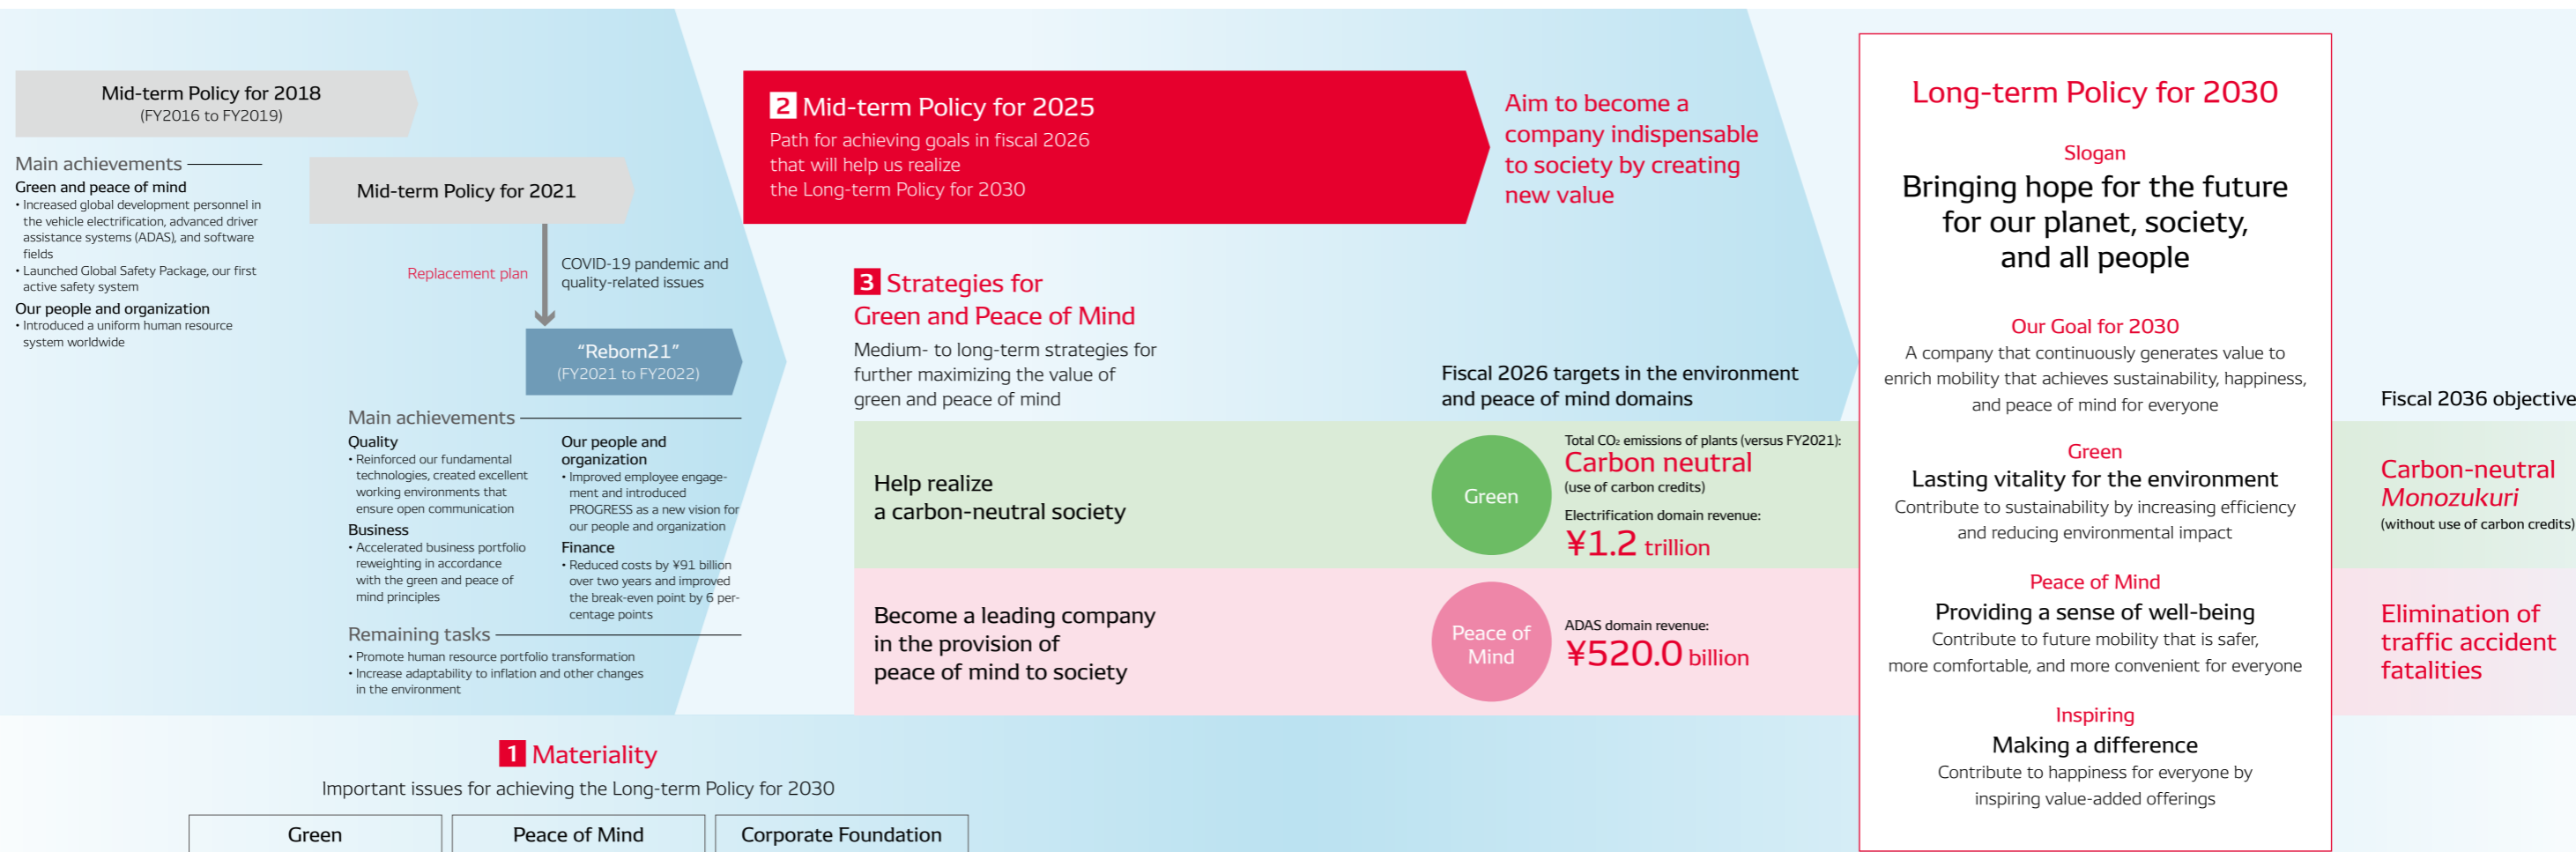 Mid-term Policy for 2018
(FY2016 to FY2019)
Main achievements
Green and peace of mind
• Increased global development personnel in
the vehicle electrification, advanced driver
assistance systems (ADAS), and software
fields
• Launched Global Safety Package, our first
active safety system
Our people and organization
• Introduced a uniform human resource
system worldwide
Mid-term Policy for 2021
Replacement plan
COVID-19 pandemic and
quality-related issues
“Reborn21”
(FY2021 to FY2022)
Main achievements
Quality
• Reinforced our fundamental
technologies, created excellent
working environments that
ensure open communication
Business
• Accelerated business portfolio
reweighting in accordance
with the green and peace of
mind principles
Our people and
organization
• Improved employee engage-
ment and introduced
PROGRESS as a new vision for
our people and organization
Finance
• Reduced costs by ¥91 billion
over two years and improved
the break-even point by 6 per-
centage points
Remaining tasks
• Promote human resource portfolio transformation
• Increase adaptability to inflation and other changes
in the environment
2 Mid-term Policy for 2025
Path for achieving goals in fiscal 2026
that will help us realize
the Long-term Policy for 2030
Aim to become a
company indispensable
to society by creating
new value
3 Strategies for
Green and Peace of Mind
Medium- to long-term strategies for
further maximizing the value of
green and peace of mind
Fiscal 2026 targets in the environment
and peace of mind domains
Help realize
a carbon-neutral society
Green
Total CO₂ emissions of plants (versus FY2021):
Carbon neutral
(use of carbon credits)
Electrification domain revenue:
¥1.2 trillion
Become a leading company
in the provision of
peace of mind to society
Peace of
Mind
ADAS domain revenue:
¥520.0 billion
Long-term Policy for 2030
Slogan
Bringing hope for the future
for our planet, society,
and all people
Our Goal for 2030
A company that continuously generates value to
enrich mobility that achieves sustainability, happiness,
and peace of mind for everyone
Green
Lasting vitality for the environment
Contribute to sustainability by increasing efficiency
and reducing environmental impact
Peace of Mind
Providing a sense of well-being
Contribute to future mobility that is safer,
more comfortable, and more convenient for everyone
Inspiring
Making a difference
Contribute to happiness for everyone by
inspiring value-added offerings
Fiscal 2036 objective
Carbon-neutral
Monozukuri
(without use of carbon credits)
Elimination of
traffic accident
fatalities
1 Materiality
Important issues for achieving the Long-term Policy for 2030
Green
Peace of Mind
Corporate Foundation